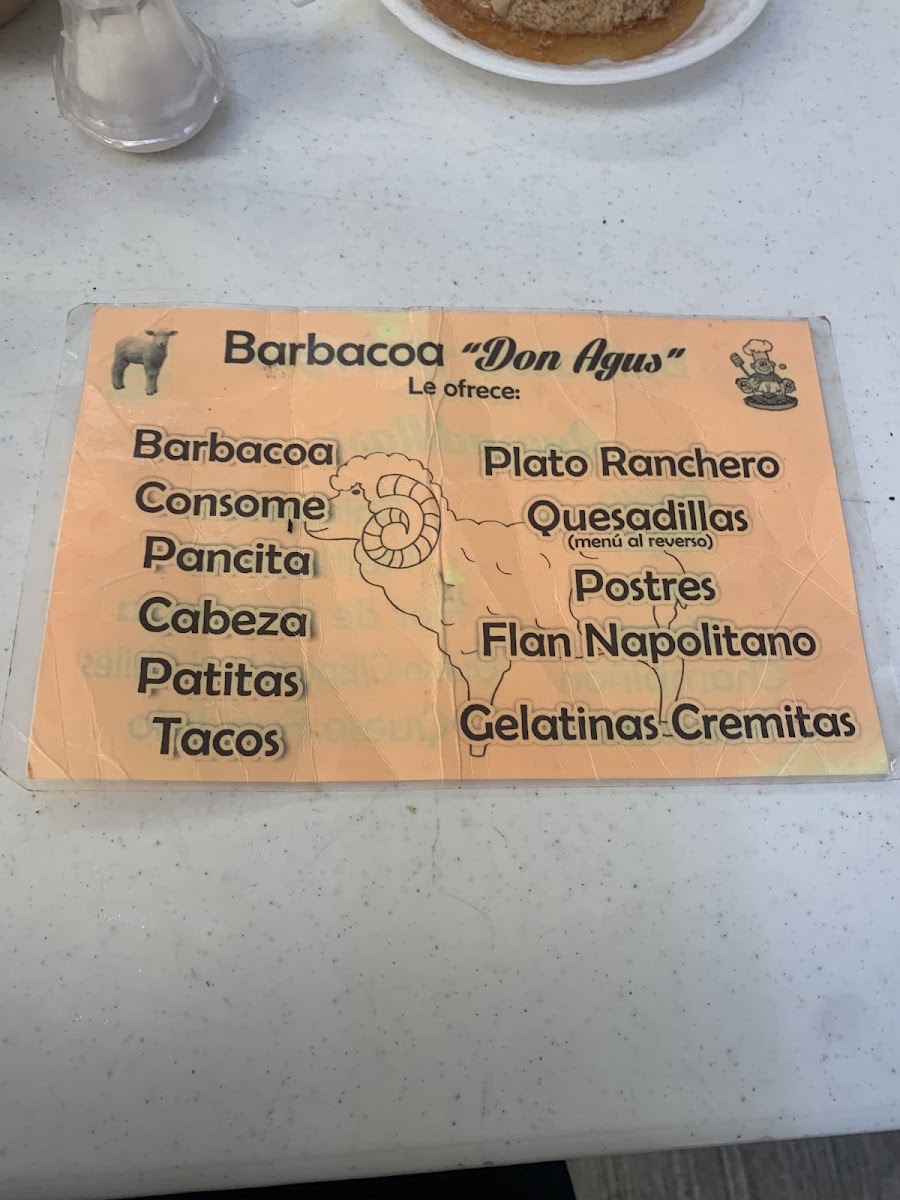 Barbacoa "Don Agus"
Le ofrece:
Barbacoa
Consome
Pancita
Cabeza
Patitas
Tacos
Plato Ranchero
Quesadillas
(menú al reverso)
Postres
Flan Napolitano
Gelatinas Cremitas